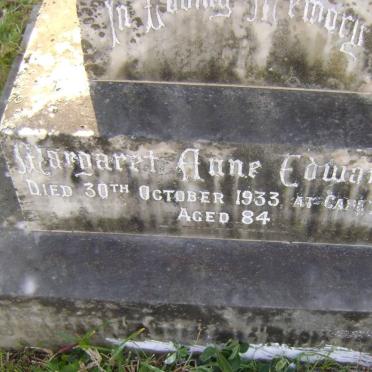 In Loving Memory
Margaret Anne
Died 30th October 1933. at
Aged 84